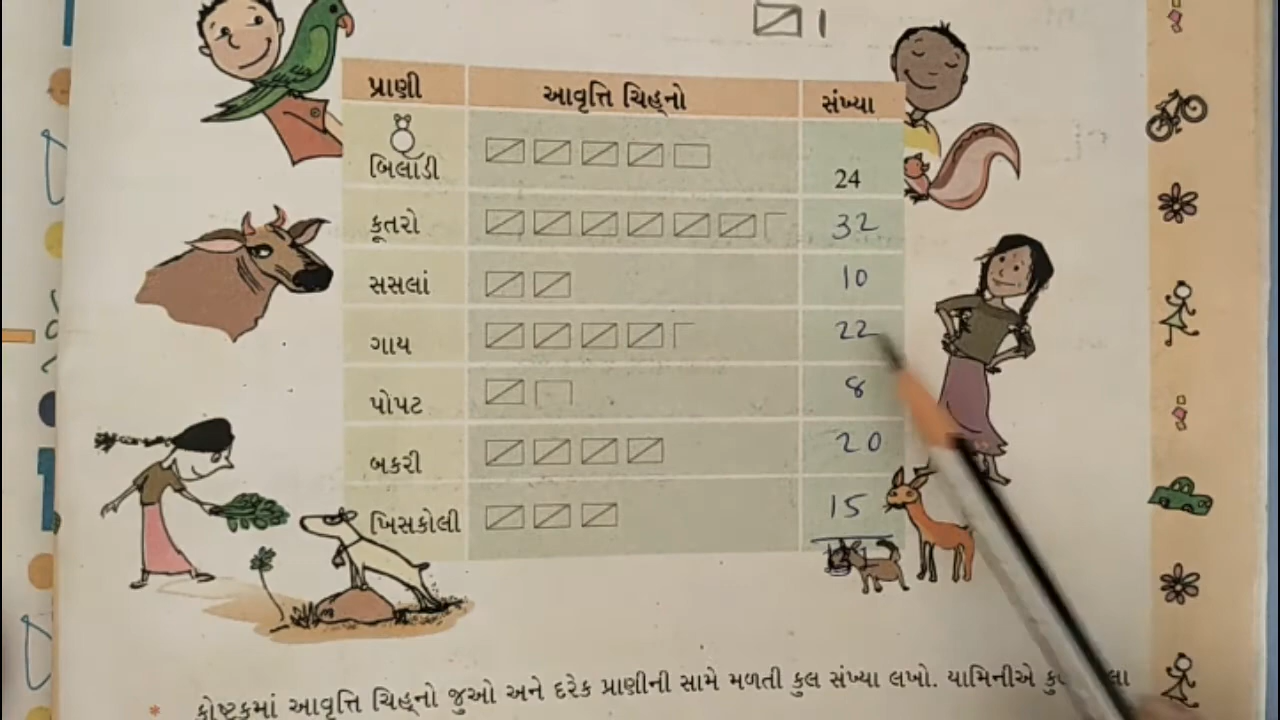 1
પ્રાણી આવૃત્તિ ચિહ્નો સંખ્યા
બિલાડી 24
કૂતરો 32
સસલાં 10
ગાય 22
પોપટ 8
બકરી 20
ખિસકોલી 15
* કોષ્ટકમાં આવૃત્તિ ચિહ્નો જુઓ અને દરેક પ્રાણીની સામે મળતી કુલ સંખ્યા લખો. યામિનીએ